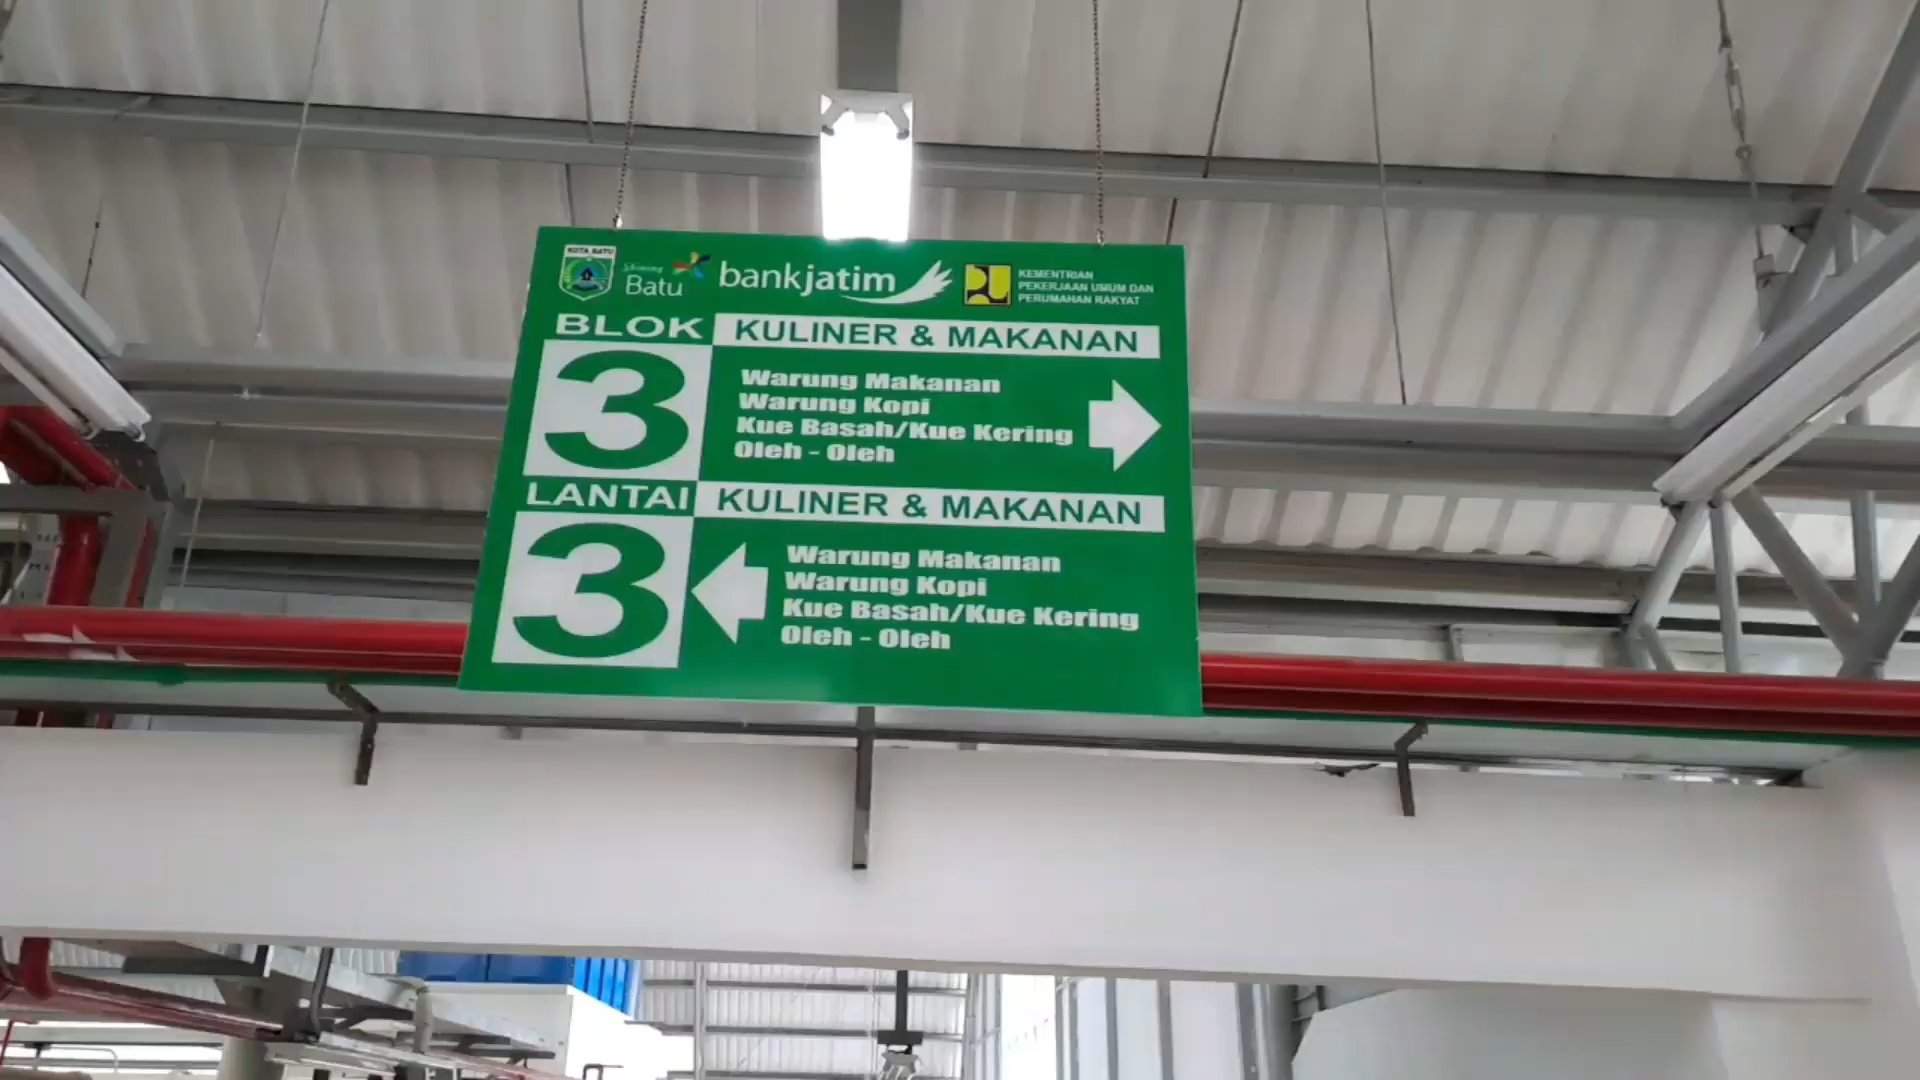 KOTA BATU
Shining
Batu
bankjatim
KEMENTRIAN
PEKERJAAN UMUM DAN
PERUMAHAN RAKYAT
BLOK
KULINER & MAKANAN
3
Warung Makanan
Warung Kopi
Kue Basah/Kue Kering
Oleh - Oleh
LANTAI
KULINER & MAKANAN
3
Warung Makanan
Warung Kopi
Kue Basah/Kue Kering
Oleh - Oleh